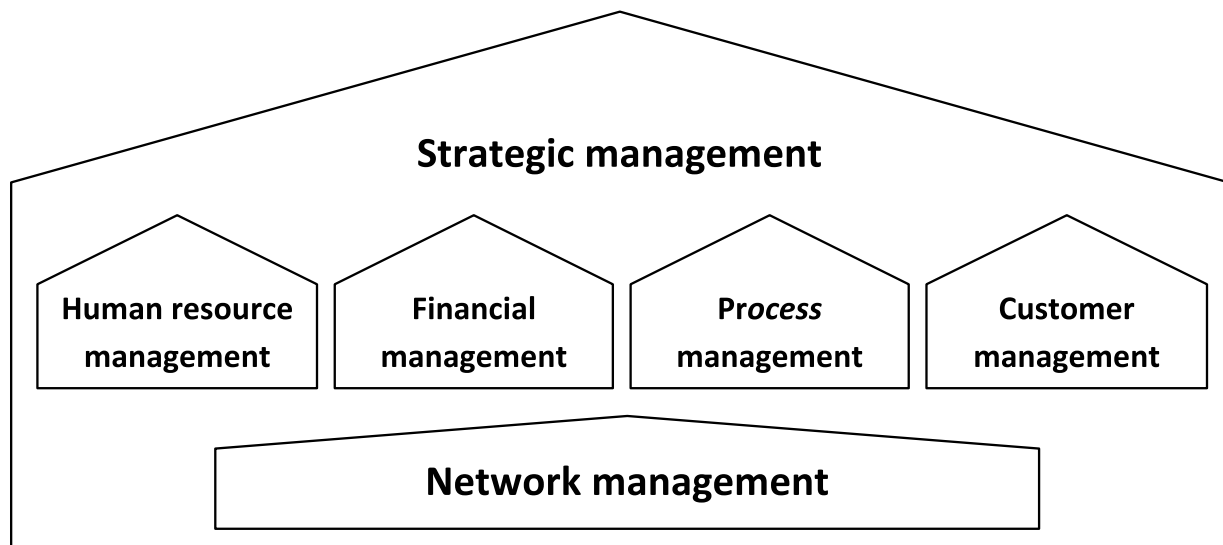 Strategic management
Human resource
management
Financial
management
Process
management
Customer
management
Network management